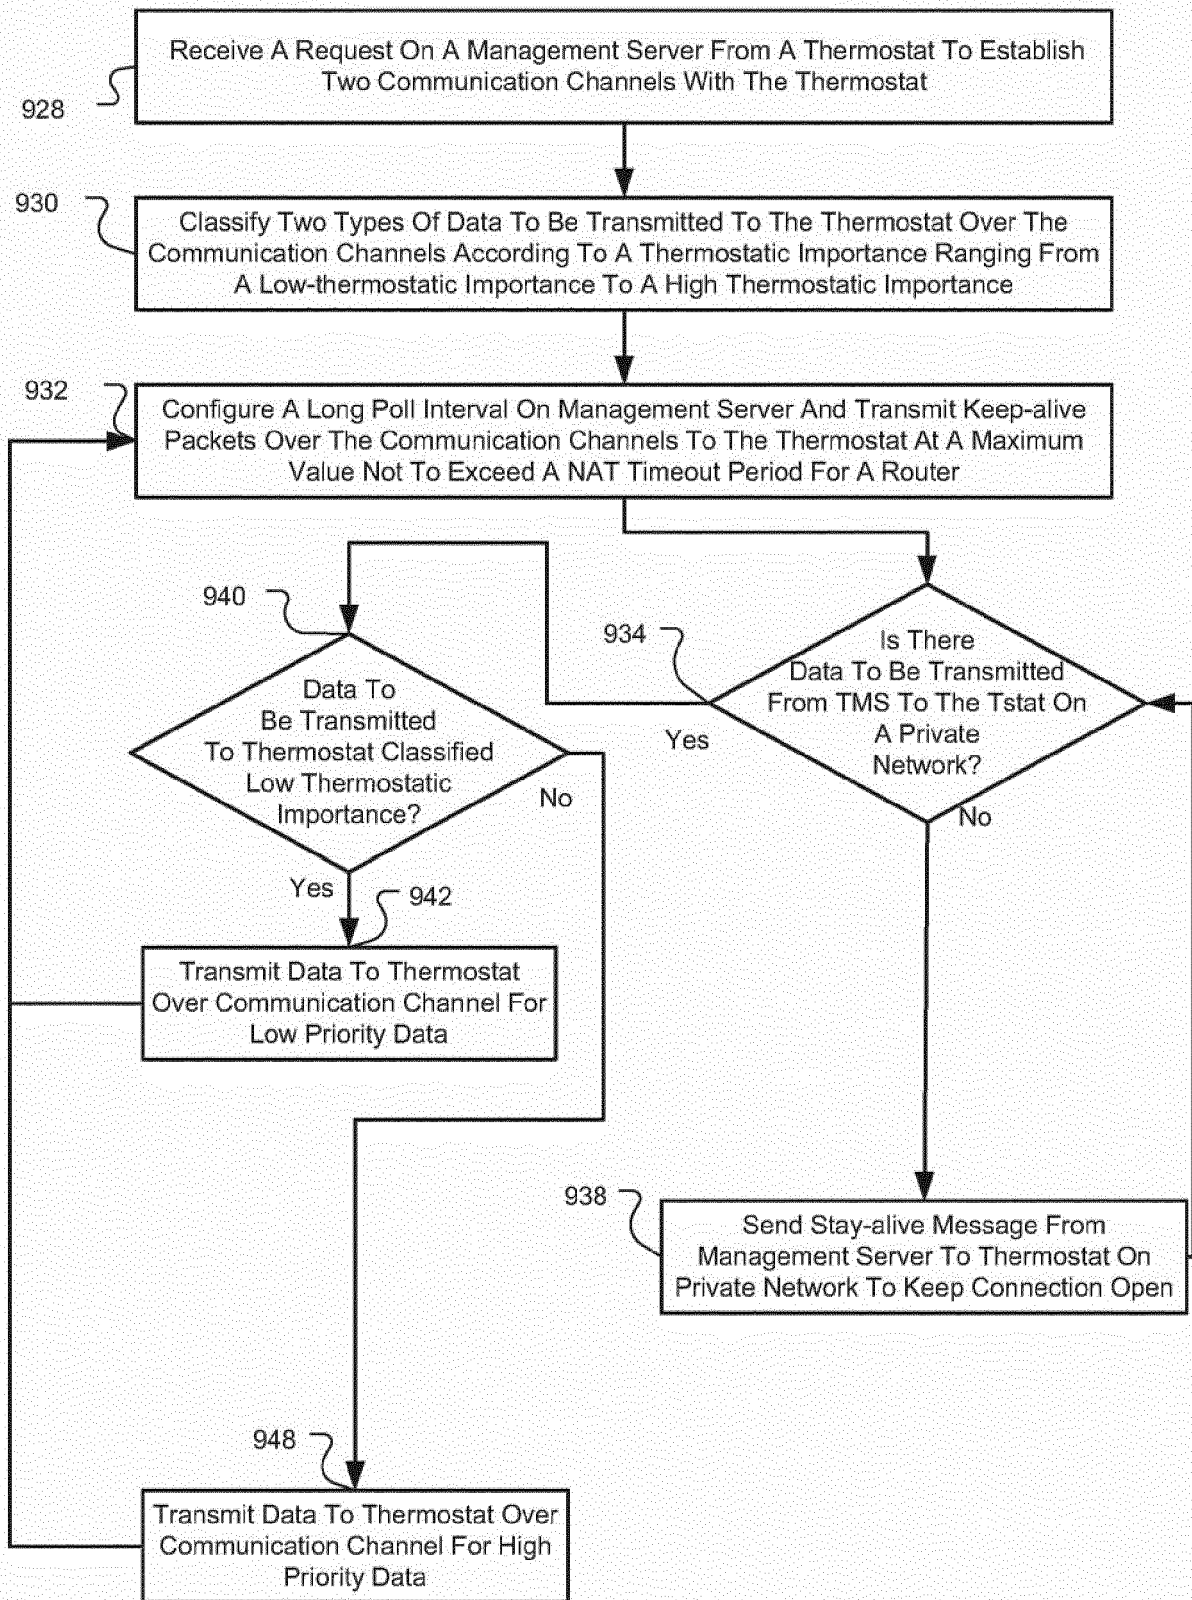 Receive A Request On A Management Server From A Thermostat To Establish
Two Communication Channels With The Thermostat
928
930
Classify Two Types Of Data To Be Transmitted To The Thermostat Over The
Communication Channels According To A Thermostatic Importance Ranging From
A Low-thermostatic Importance To A High Thermostatic Importance
932
Configure A Long Poll Interval On Management Server And Transmit Keep-alive
Packets Over The Communication Channels To The Thermostat At A Maximum
Value Not To Exceed A NAT Timeout Period For A Router
940
934
Is There
Data To Be Transmitted
From TMS To The Tstat On
A Private
Network?
Yes
No
Data To
Be Transmitted
To Thermostat Classified
Low Thermostatic
Importance?
No
Yes
942
Transmit Data To Thermostat
Over Communication Channel For
Low Priority Data
938
Send Stay-alive Message From
Management Server To Thermostat On
Private Network To Keep Connection Open
948
Transmit Data To Thermostat Over
Communication Channel For High
Priority Data